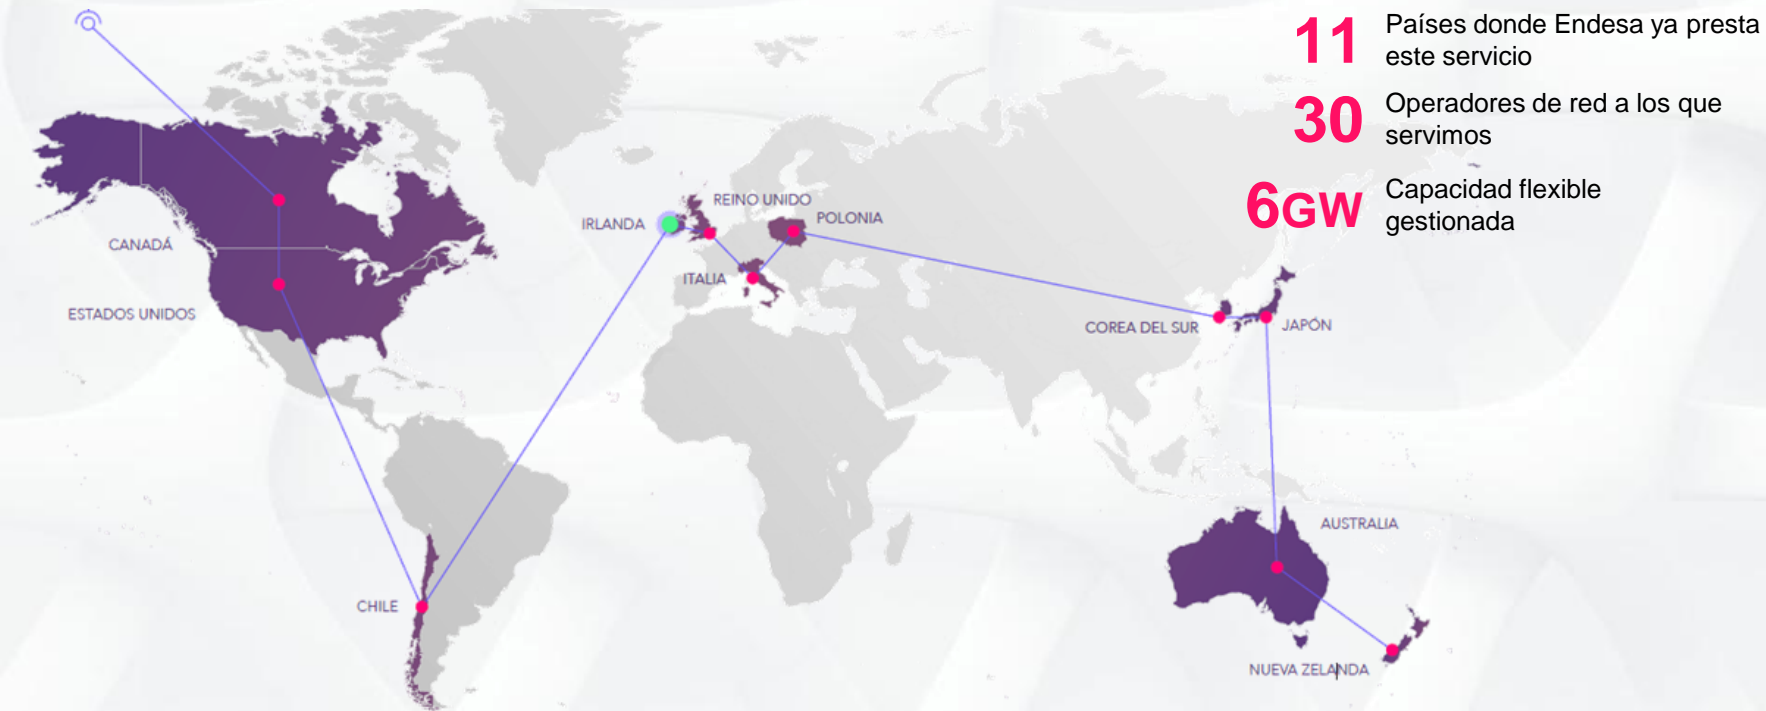 11
Países donde Endesa ya presta
este servicio
30
Operadores de red a los que
servimos
6GW
Capacidad flexible
gestionada
REINO UNIDO
POLONIA
IRLANDA
CANADÁ
ITALIA
ESTADOS UNIDOS
COREA DEL SUR
JAPÓN
AUSTRALIA
CHILE
NUEVA ZELANDA